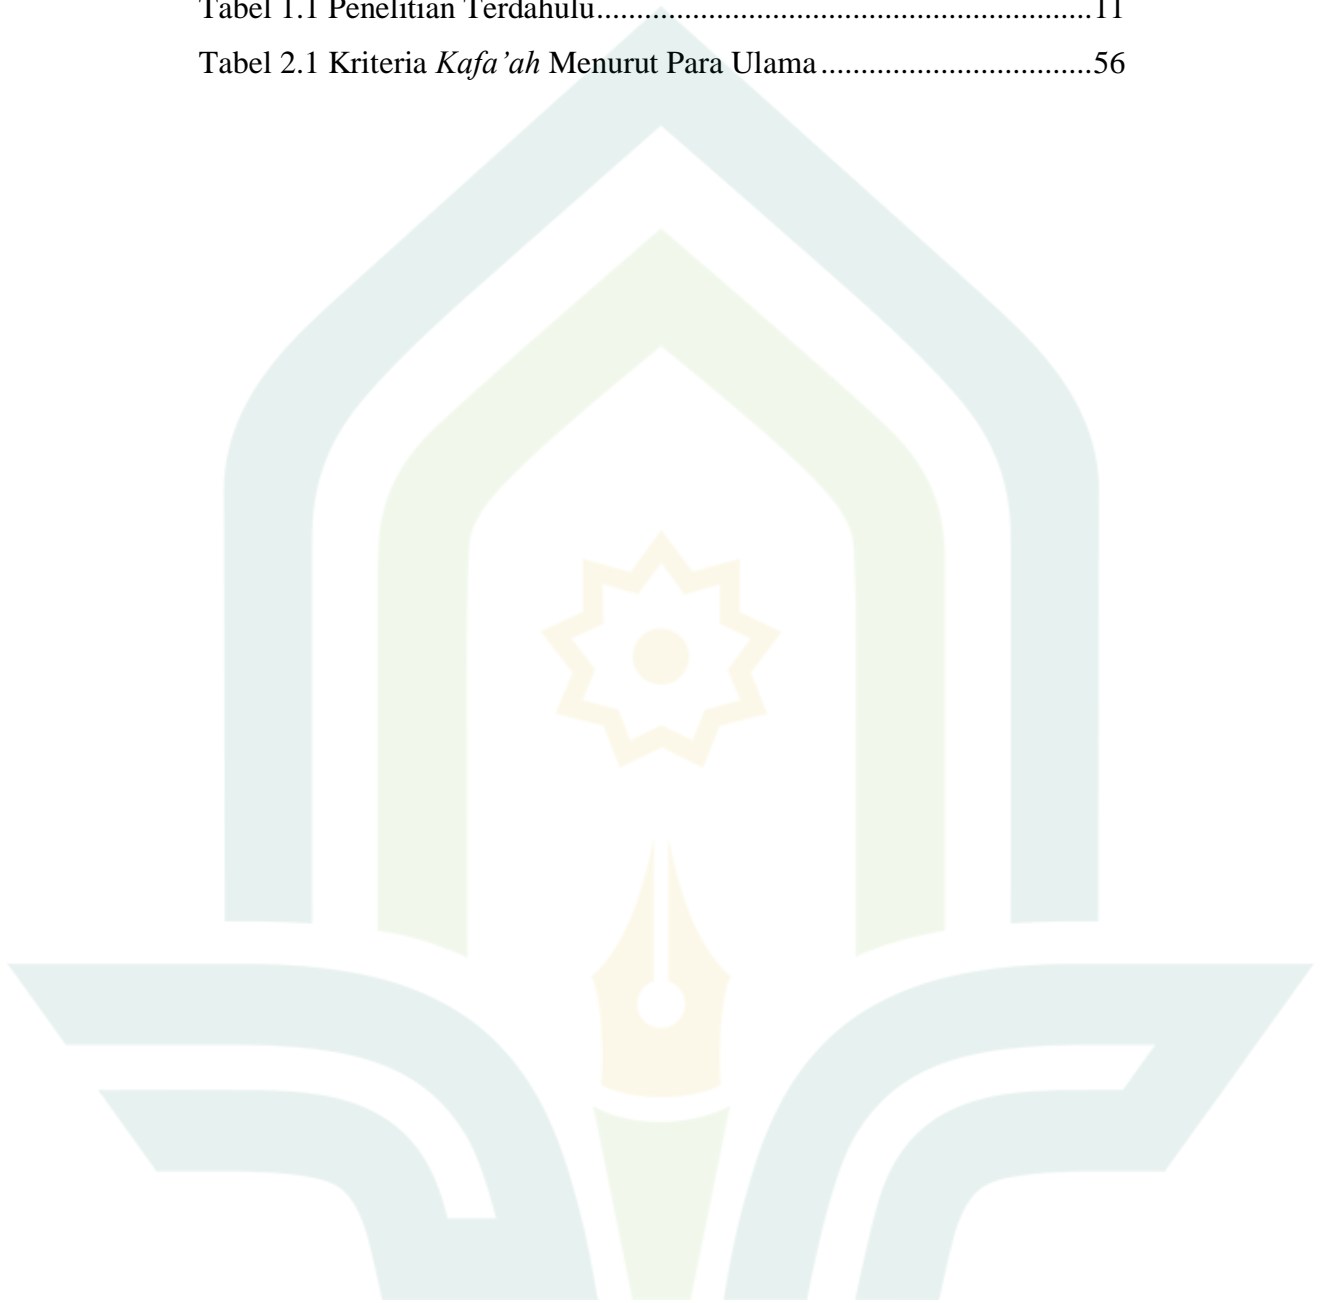 Tabel 1.1 Penelitian Terdahulu..............................................................11
Tabel 2.1 Kriteria Kafa’ah Menurut Para Ulama..................................56